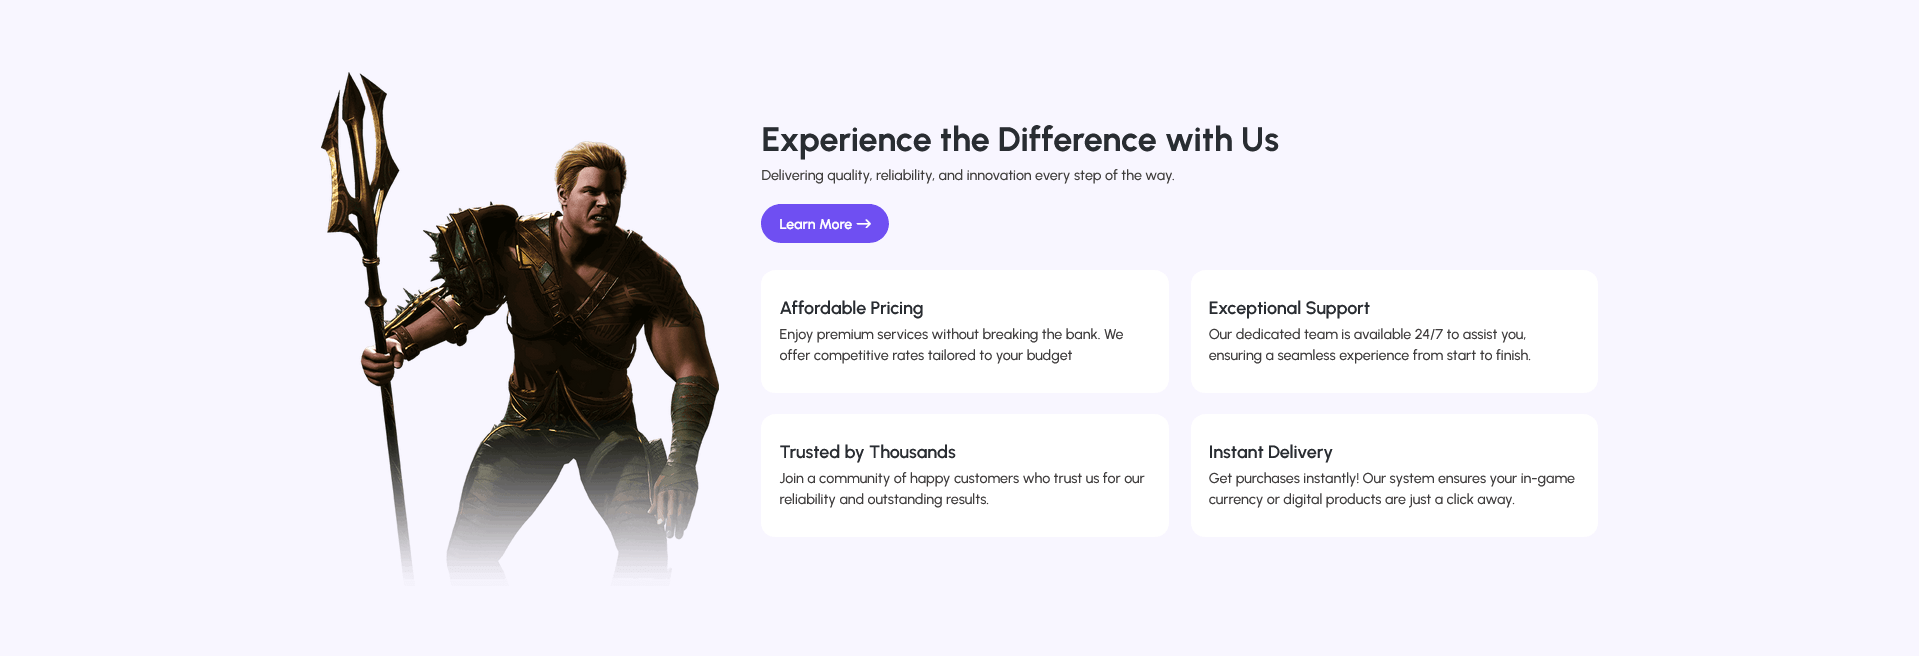 Experience the Difference with Us
Delivering quality, reliability, and innovation every step of the way.
Learn More →
Affordable Pricing
Enjoy premium services without breaking the bank. We
offer competitive rates tailored to your budget
Exceptional Support
Our dedicated team is available 24/7 to assist you,
ensuring a seamless experience from start to finish.
Trusted by Thousands
Join a community of happy customers who trust us for our
reliability and outstanding results.
Instant Delivery
Get purchases instantly! Our system ensures your in-game
currency or digital products are just a click away.